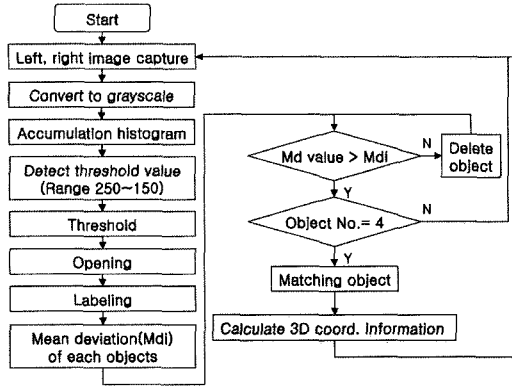 Start
Left, right image capture
Convert to grayscale
Accumulation histogram
Detect threshold value
(Range 250~150)
Threshold
Opening
Labeling
Mean deviation(Mdi)
of each objects
Md value > Mdi
N
Delete
object
Y
Object No.= 4
N
Y
Matching object
Calculate 3D coord. Information